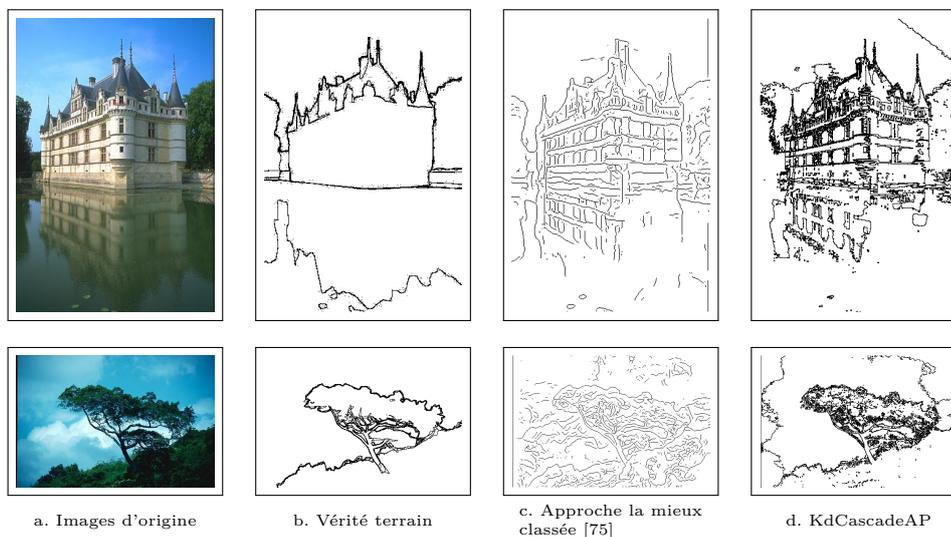 a. Images d'origine
b. Vérité terrain
c. Approche la mieux
classée [75]
d. KdCascadeAP